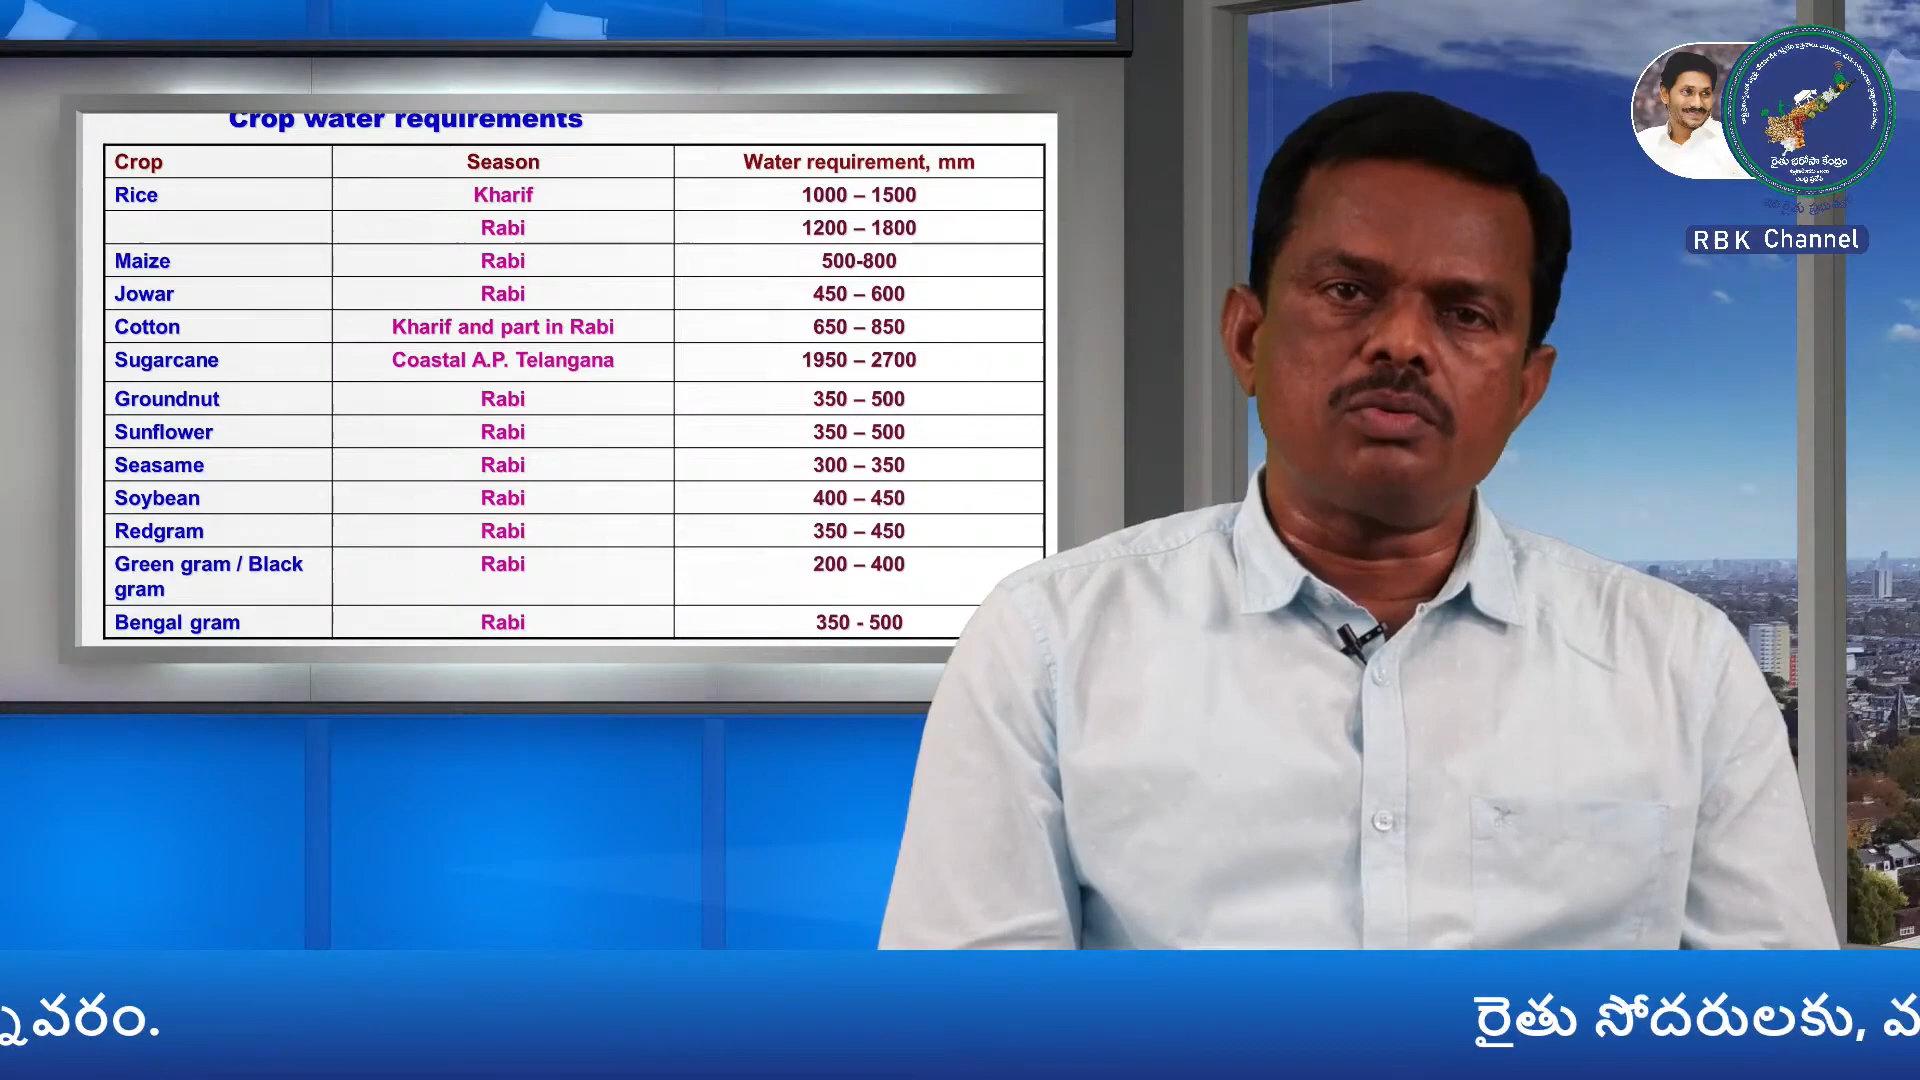 Crop water requirements
Crop Season Water requirement, mm
Rice Kharif 1000 – 1500
Rabi 1200 – 1800
Maize Rabi 500-800
Jowar Rabi 450 – 600
Cotton Kharif and part in Rabi 650 – 850
Sugarcane Coastal A.P. Telangana 1950 – 2700
Groundnut Rabi 350 – 500
Sunflower Rabi 350 – 500
Seasame Rabi 300 – 350
Soybean Rabi 400 – 450
Redgram Rabi 350 – 450
Green gram / Black Rabi 200 – 400
gram
Bengal gram Rabi 350 - 500
రైతు భరోసా కేంద్రం
RBK Channel
న్నవరం.
రైతు సోదరులకు, వ